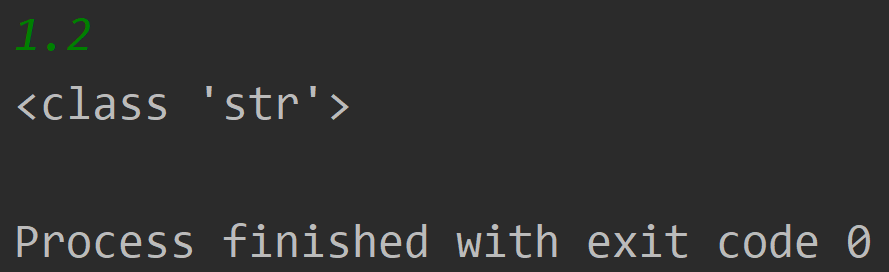 1.2
<class 'str'>
Process finished with exit code 0